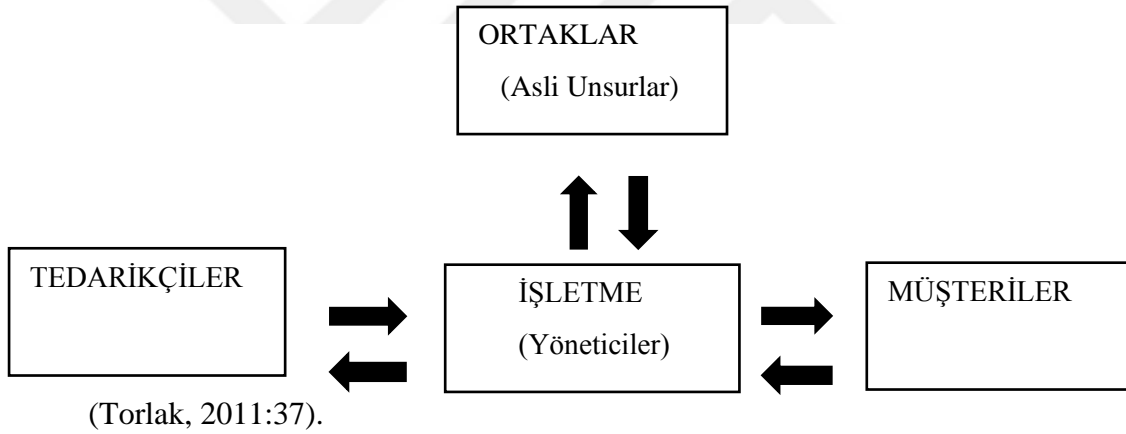 ORTAKLAR
(Asli Unsurlar)
TEDARİKÇİLER
İŞLETME
(Yöneticiler)
MÜŞTERİLER
(Torlak, 2011:37).